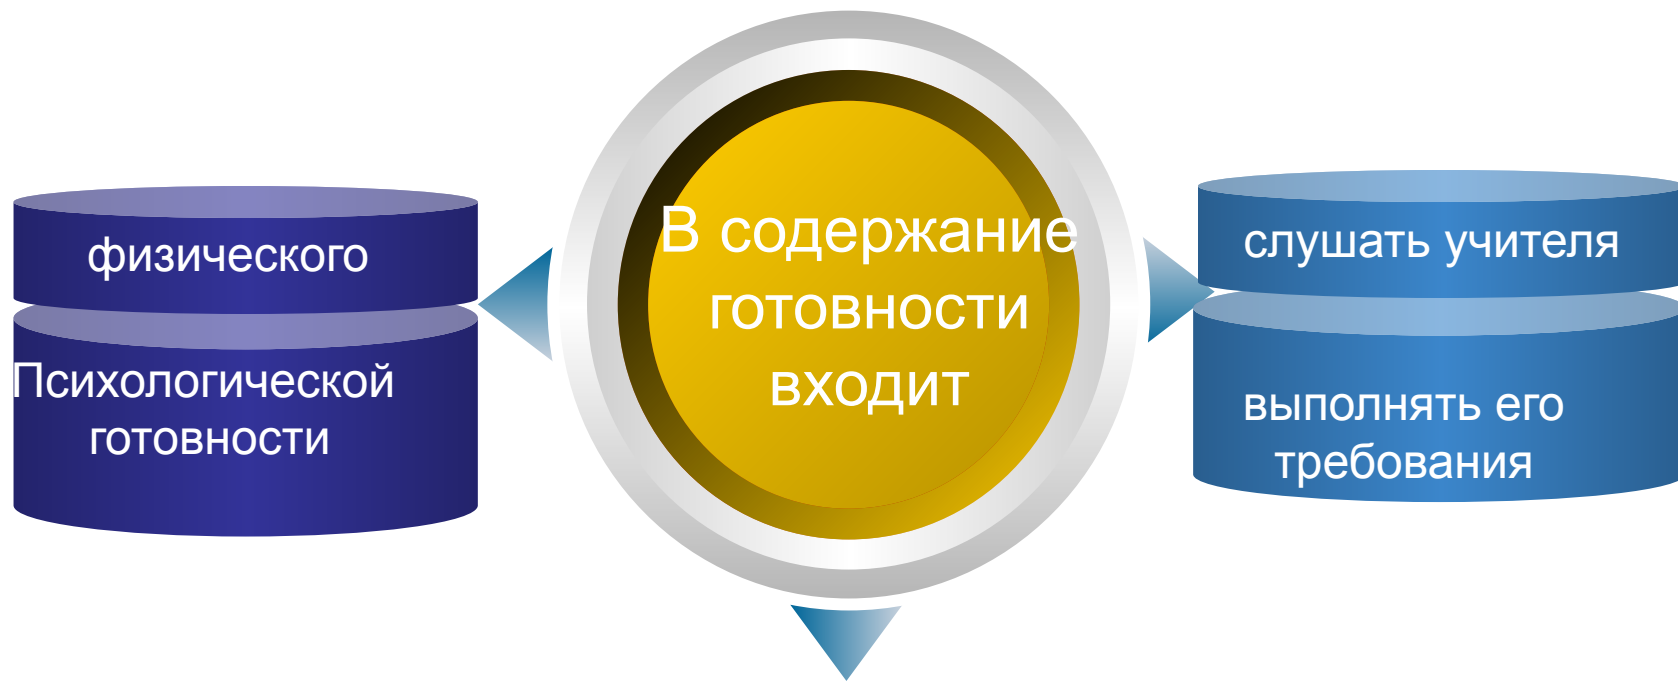 физического
Психологической
готовности
В содержание
готовности
входит
слушать учителя
выполнять его
требования